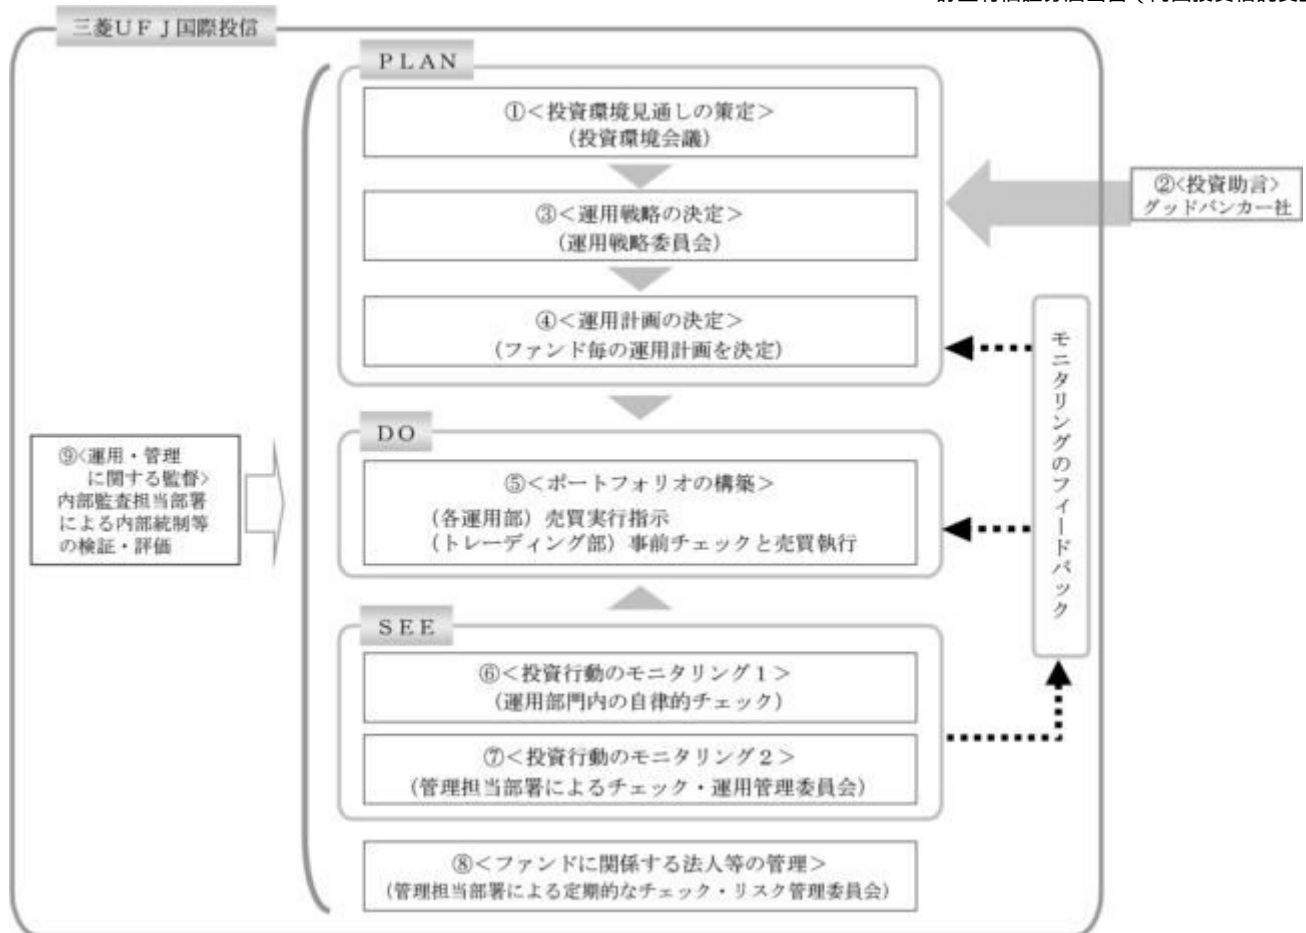 三菱UFJ国際投信
PLAN
①<投資環境見通しの策定>
(投資環境会議)
②<投資助言>
グッドバンカー社
③<運用戦略の決定>
(運用戦略委員会)
④<運用計画の決定>
(ファンド毎の運用計画を決定)
DO
⑤<ポートフォリオの構築>
(各運用部)売買実行指示
(トレーディング部)事前チェックと売買執行
SEE
⑥<投資行動のモニタリング1>
(運用部門内の自律的チェック)
⑦<投資行動のモニタリング2>
(管理担当部署によるチェック・運用管理委員会)
⑧<ファンドに関係する法人等の管理>
(管理担当部署による定期的なチェック・リスク管理委員会)
⑨<運用・管理
に関する監督>
内部監査担当部署
による内部統制等
の検証・評価
モニタリングのフィードバック